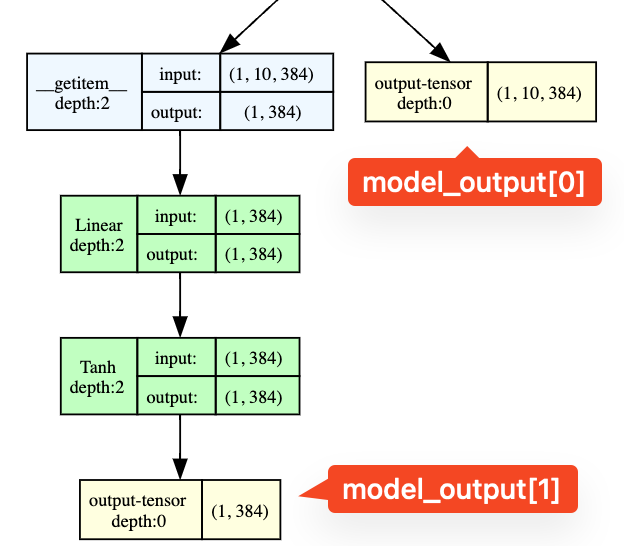 __getitem__
depth:2
input:
(1, 10, 384)
output:
(1, 384)
output-tensor
depth:0
(1, 10, 384)
model_output[0]
Linear
depth:2
input:
(1, 384)
output:
(1, 384)
Tanh
depth:2
input:
(1, 384)
output:
(1, 384)
output-tensor
depth:0
(1, 384)
model_output[1]